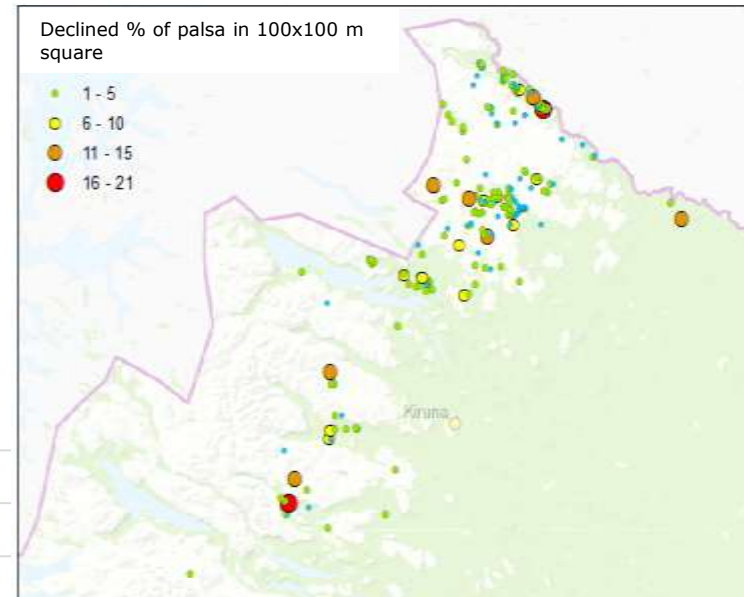 Declined % of palsa in 100x100 m
square
1 - 5
6 - 10
11 - 15
16 - 21
Kiruna